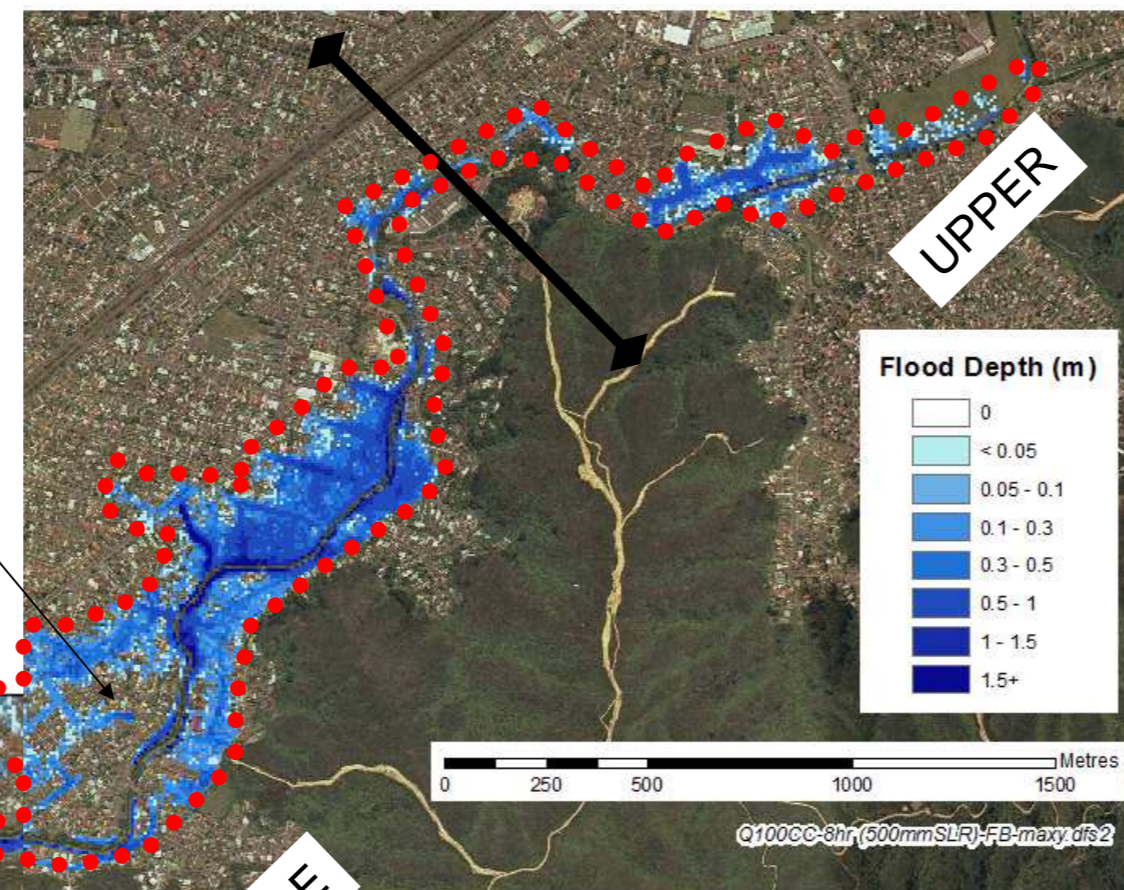 UPPER
Flood Depth (m)
0
< 0.05
0.05 - 0.1
0.1 - 0.3
0.3 - 0.5
0.5 - 1
1 - 1.5
1.5+
Metres
0 250 500 1000 1500
Q100CC-8hr (500mmSLR)-FB-maxy.dfs2